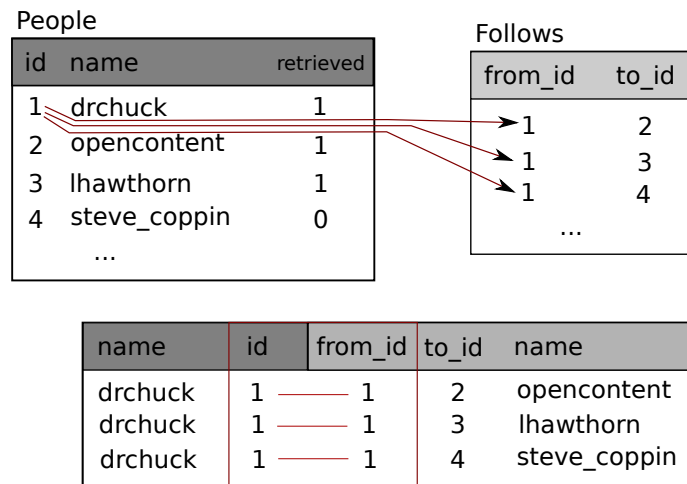 People
id name retrieved
1 drchuck 1
2 opencontent 1
3 lhawthorn 1
4 steve_coppin 0
...
Follows
from_id to_id
1 2
1 3
1 4
...
name id from_id to_id name
drchuck 1 1 2 opencontent
drchuck 1 1 3 lhawthorn
drchuck 1 1 4 steve_coppin